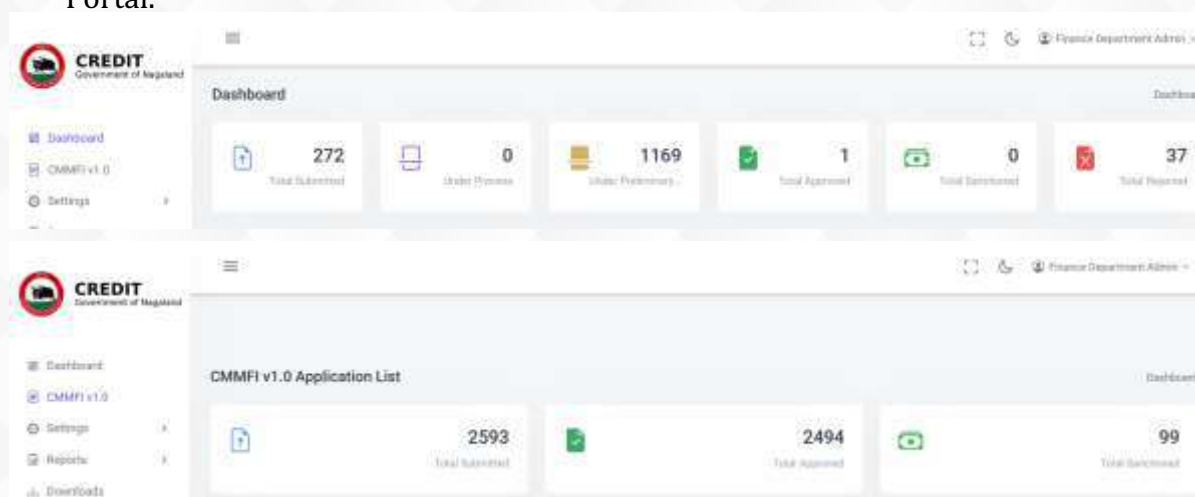 Portal.
CREDIT
Government of Nagaland
Finance Department Admin
Dashboard
Dashboard
Dashboard
CMMFI v1.0
Settings
272
Total Submitted
0
Under Process
1169
Under Preliminary...
1
Total Approved
0
Total Sanctioned
37
Total Rejected
CREDIT
Government of Nagaland
Finance Department Admin
Dashboard
CMMFI v1.0
Settings
Reports
Downloads
CMMFI v1.0 Application List
Dashboard
2593
Total Submitted
2494
Total Approved
99
Total Sanctioned